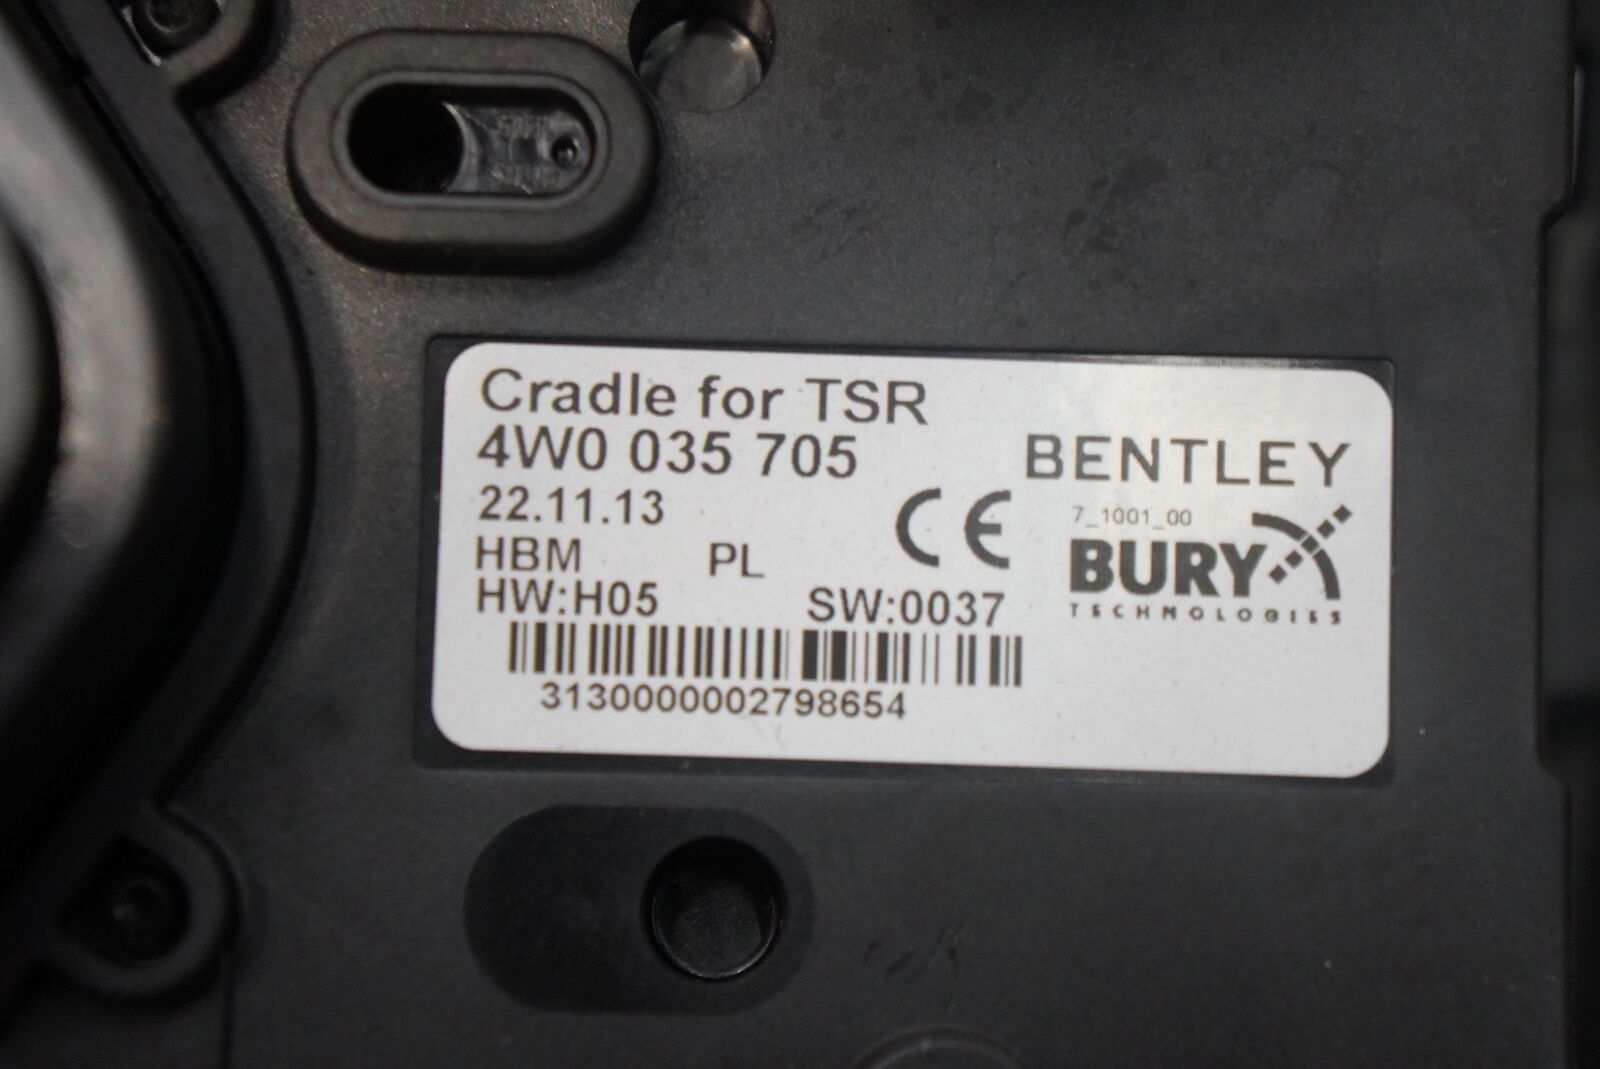 Cradle for TSR
4W0 035 705
BENTLEY
22.11.13
CE
7_1001_00
HBM PL
BURY
TECHNOLOGIES
HW:H05 SW:0037
3130000002798654